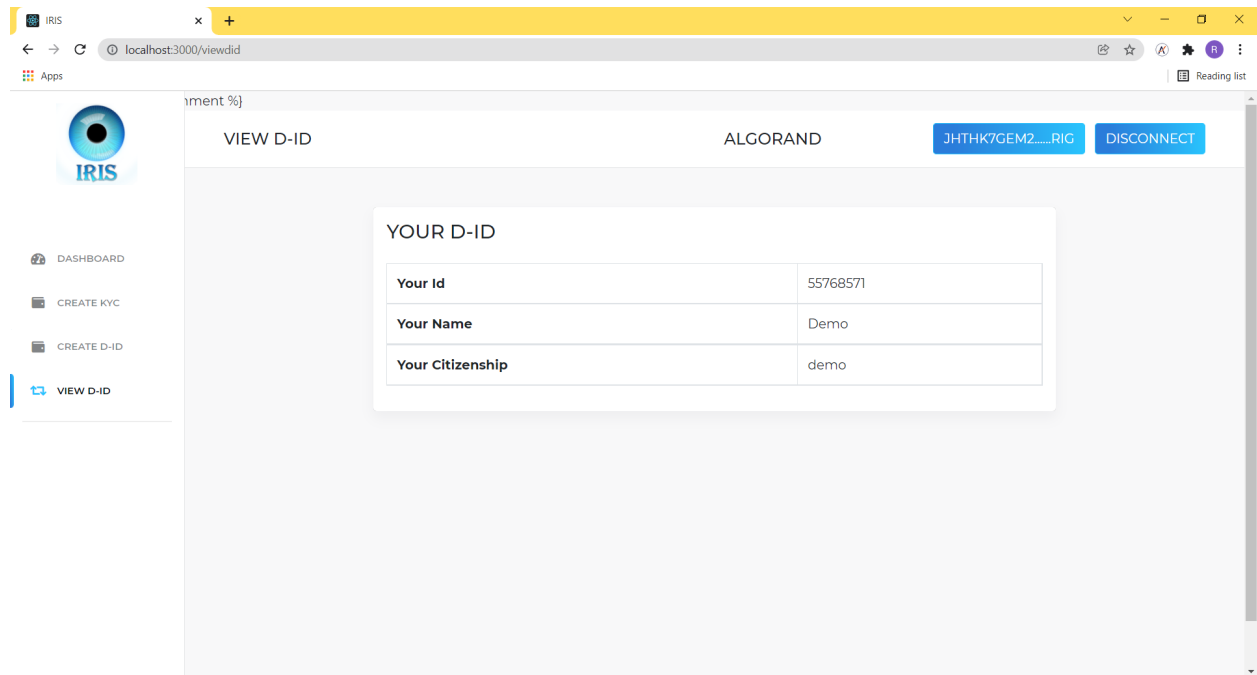 IRIS
localhost:3000/viewdid
R
Apps
Reading list
nment %}
IRIS
VIEW D-ID
ALGORAND
JHTHK7GEM2.....RIG
DISCONNECT
DASHBOARD
CREATE KYC
CREATE D-ID
VIEW D-ID
YOUR D-ID
Your Id 55768571
Your Name Demo
Your Citizenship demo